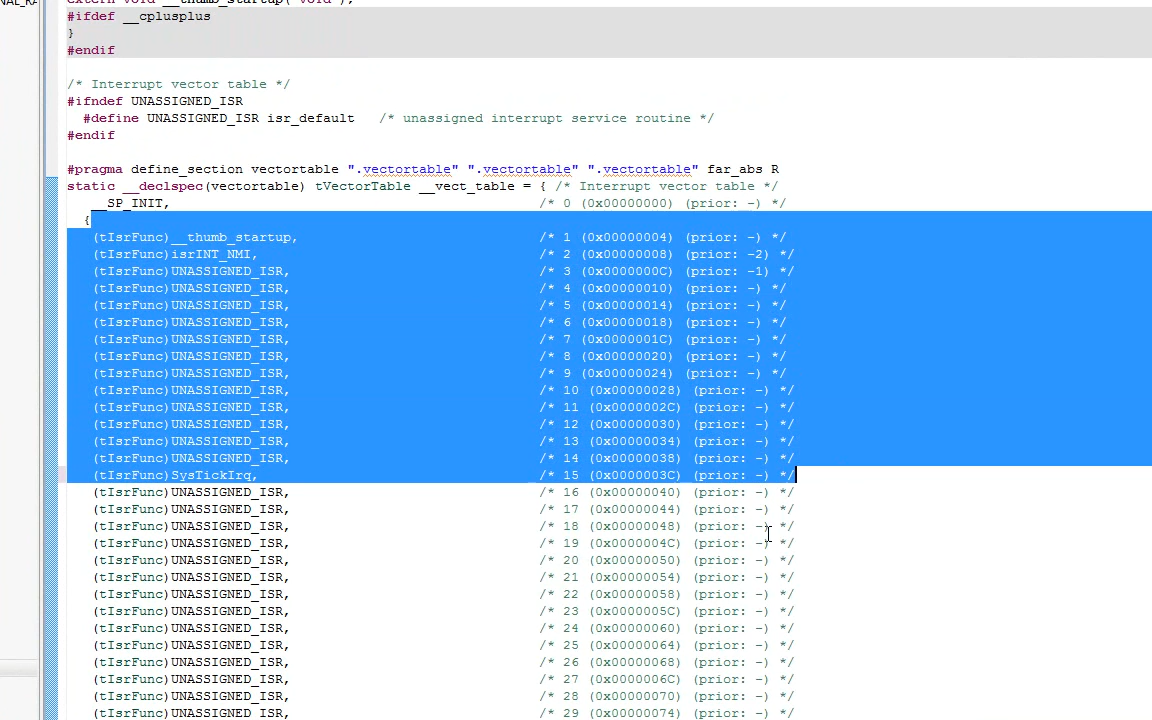 extern void __thumb_startup( void );
#ifdef __cplusplus
}
#endif
/* Interrupt vector table */
#ifndef UNASSIGNED_ISR
#define UNASSIGNED_ISR isr_default /* unassigned interrupt service routine */
#endif
#pragma define_section vectortable ".vectortable" ".vectortable" ".vectortable" far_abs R
static __declspec(vectortable) tVectorTable __vect_table = { /* Interrupt vector table */
__SP_INIT, /* 0 (0x00000000) (prior: -) */
{
(tIsrFunc)__thumb_startup, /* 1 (0x00000004) (prior: -) */
(tIsrFunc)isrINT_NMI, /* 2 (0x00000008) (prior: -2) */
(tIsrFunc)UNASSIGNED_ISR, /* 3 (0x0000000C) (prior: -1) */
(tIsrFunc)UNASSIGNED_ISR, /* 4 (0x00000010) (prior: -) */
(tIsrFunc)UNASSIGNED_ISR, /* 5 (0x00000014) (prior: -) */
(tIsrFunc)UNASSIGNED_ISR, /* 6 (0x00000018) (prior: -) */
(tIsrFunc)UNASSIGNED_ISR, /* 7 (0x0000001C) (prior: -) */
(tIsrFunc)UNASSIGNED_ISR, /* 8 (0x00000020) (prior: -) */
(tIsrFunc)UNASSIGNED_ISR, /* 9 (0x00000024) (prior: -) */
(tIsrFunc)UNASSIGNED_ISR, /* 10 (0x00000028) (prior: -) */
(tIsrFunc)UNASSIGNED_ISR, /* 11 (0x0000002C) (prior: -) */
(tIsrFunc)UNASSIGNED_ISR, /* 12 (0x00000030) (prior: -) */
(tIsrFunc)UNASSIGNED_ISR, /* 13 (0x00000034) (prior: -) */
(tIsrFunc)UNASSIGNED_ISR, /* 14 (0x00000038) (prior: -) */
(tIsrFunc)SysTickIrq, /* 15 (0x0000003C) (prior: -) */
(tIsrFunc)UNASSIGNED_ISR, /* 16 (0x00000040) (prior: -) */
(tIsrFunc)UNASSIGNED_ISR, /* 17 (0x00000044) (prior: -) */
(tIsrFunc)UNASSIGNED_ISR, /* 18 (0x00000048) (prior: -) */
(tIsrFunc)UNASSIGNED_ISR, /* 19 (0x0000004C) (prior: -) */
(tIsrFunc)UNASSIGNED_ISR, /* 20 (0x00000050) (prior: -) */
(tIsrFunc)UNASSIGNED_ISR, /* 21 (0x00000054) (prior: -) */
(tIsrFunc)UNASSIGNED_ISR, /* 22 (0x00000058) (prior: -) */
(tIsrFunc)UNASSIGNED_ISR, /* 23 (0x0000005C) (prior: -) */
(tIsrFunc)UNASSIGNED_ISR, /* 24 (0x00000060) (prior: -) */
(tIsrFunc)UNASSIGNED_ISR, /* 25 (0x00000064) (prior: -) */
(tIsrFunc)UNASSIGNED_ISR, /* 26 (0x00000068) (prior: -) */
(tIsrFunc)UNASSIGNED_ISR, /* 27 (0x0000006C) (prior: -) */
(tIsrFunc)UNASSIGNED_ISR, /* 28 (0x00000070) (prior: -) */
(tIsrFunc)UNASSIGNED_ISR, /* 29 (0x00000074) (prior: -) */